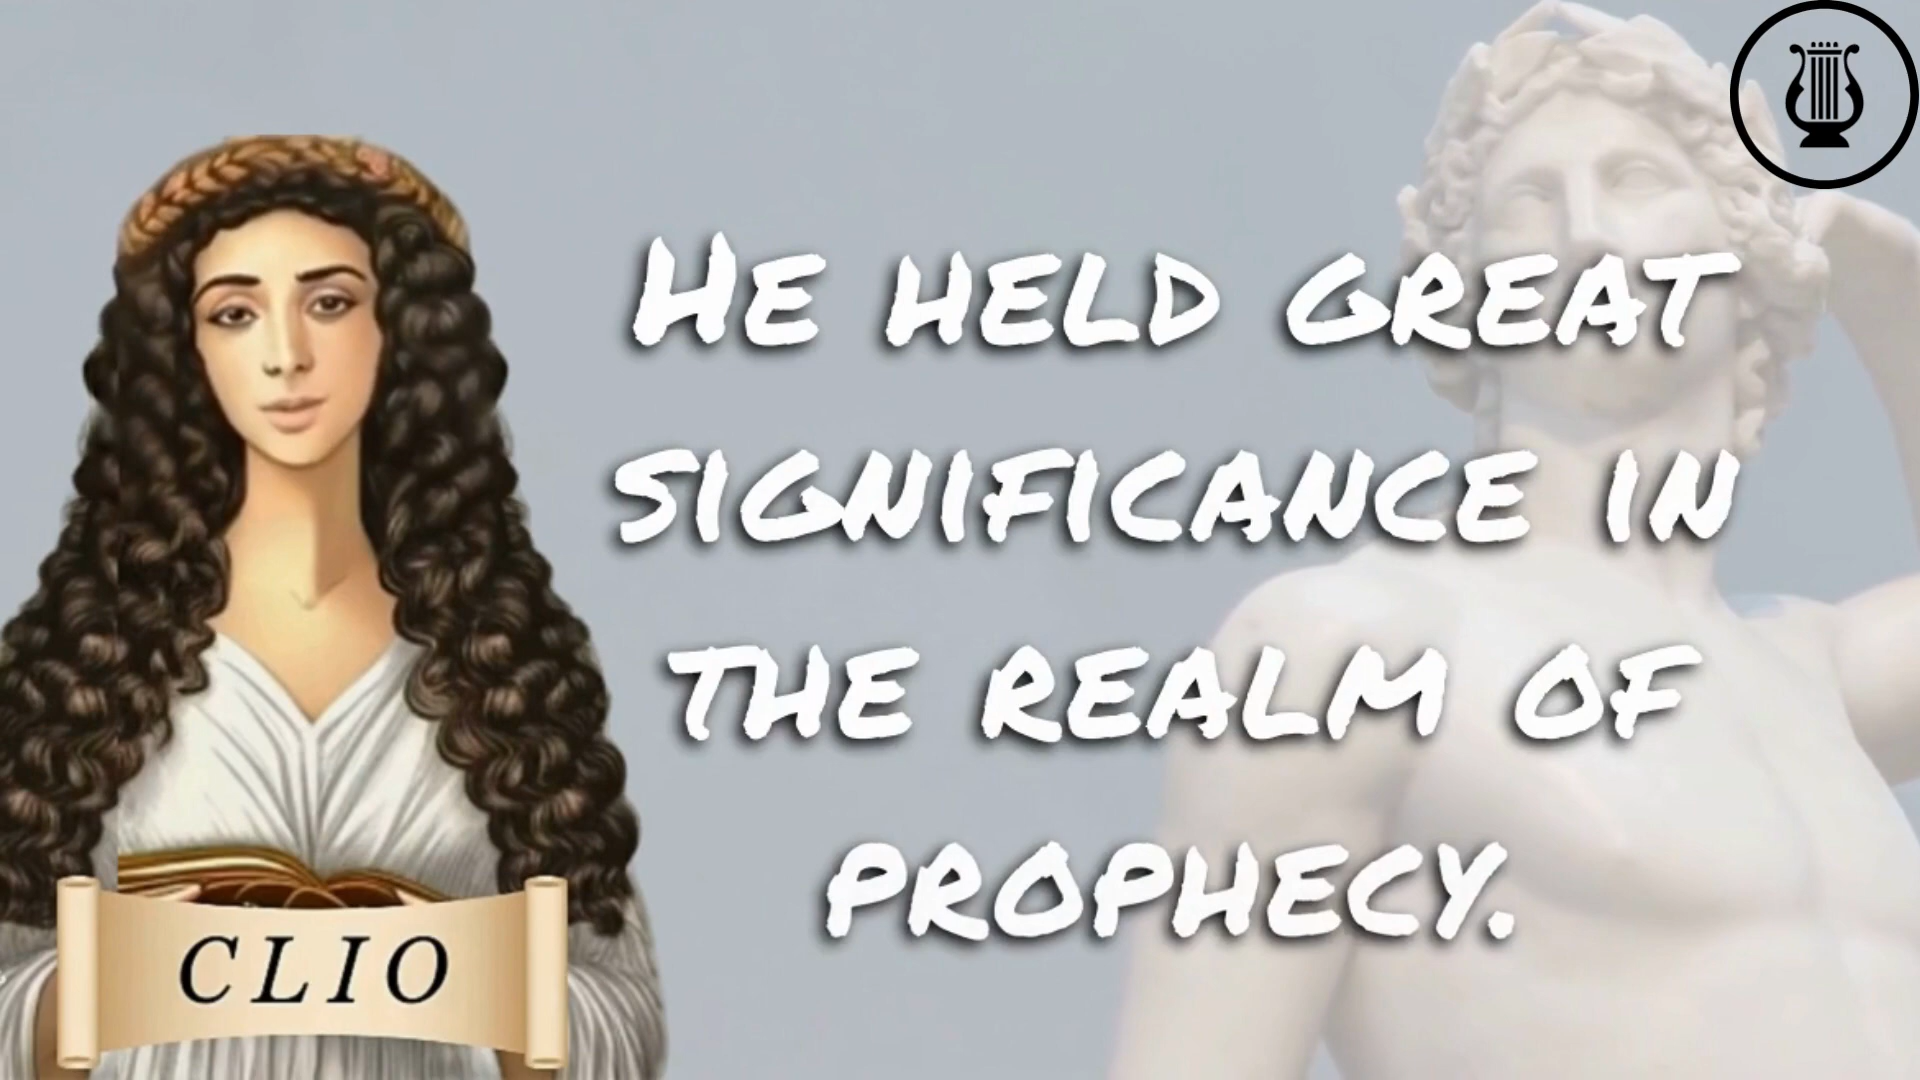 He held great
significance in
the realm of
prophecy.
CLIO